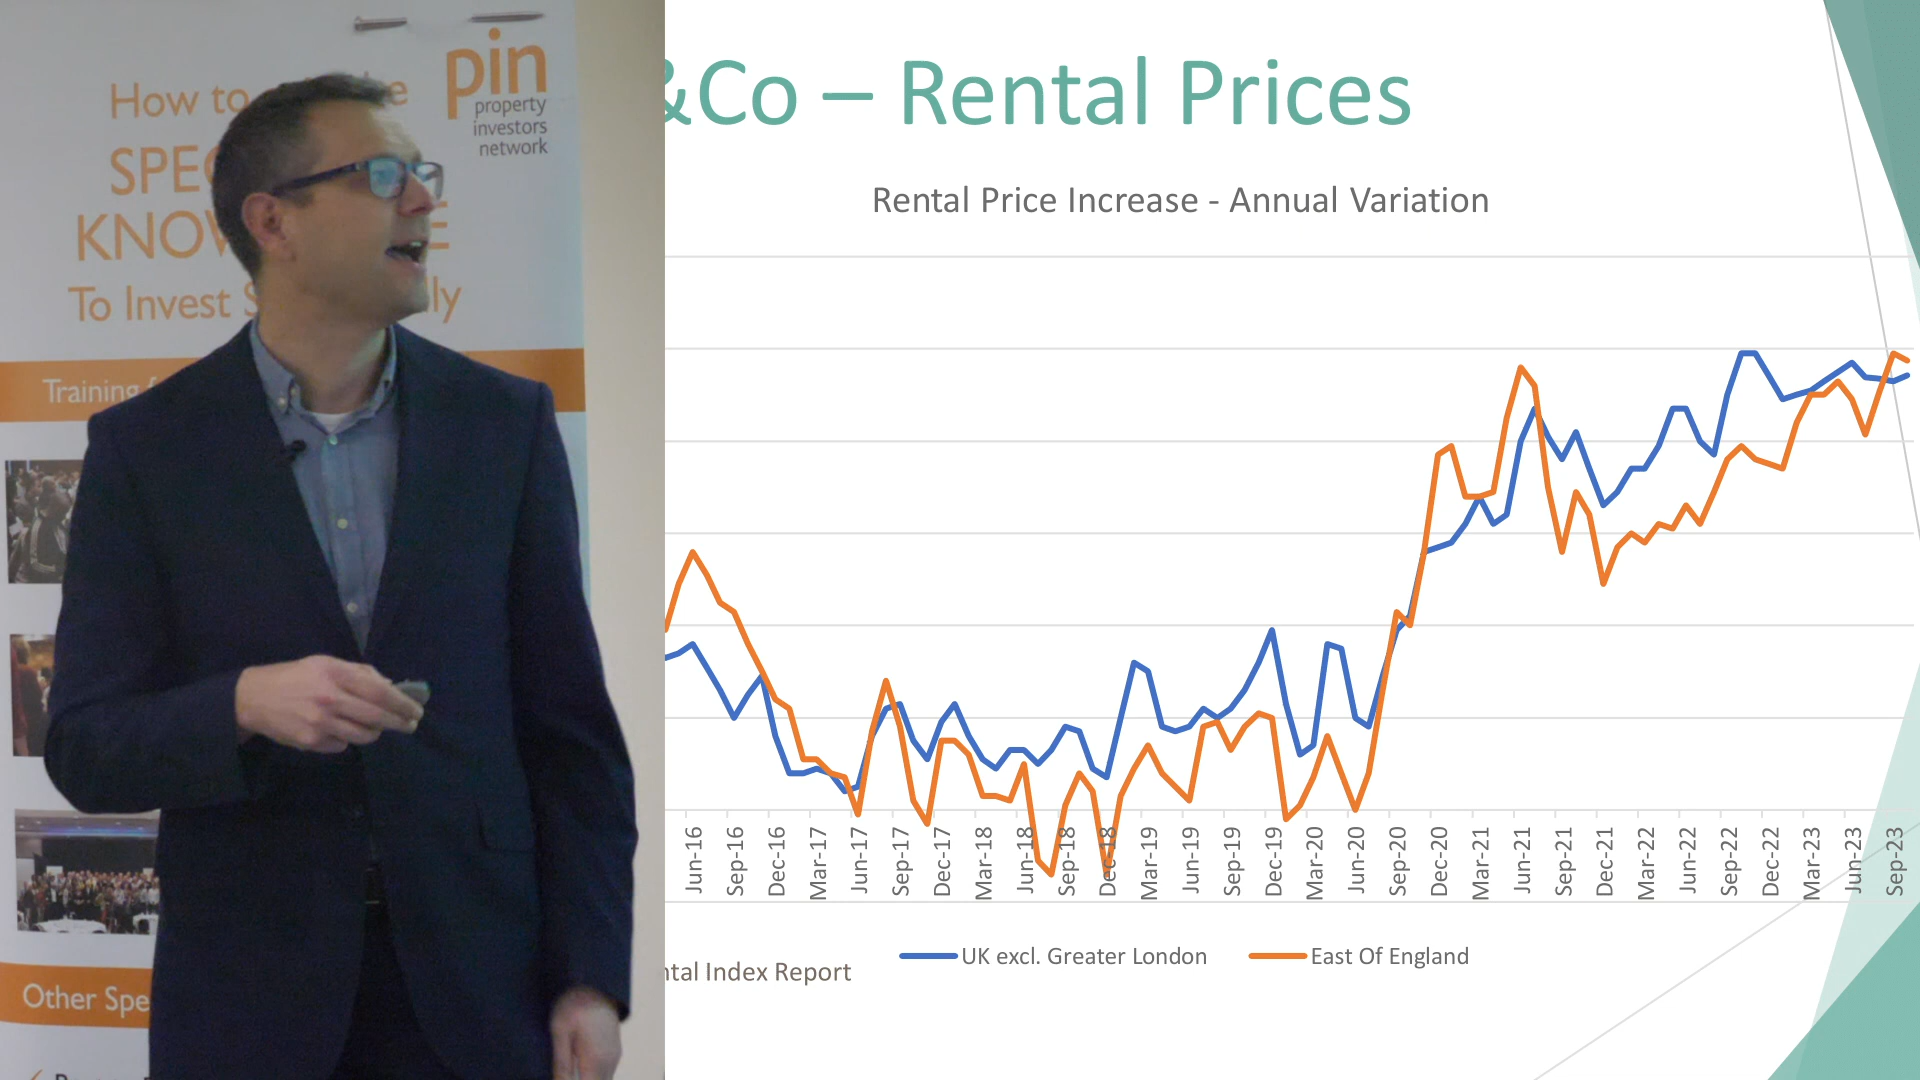 How to
pin
property
investors
network
SPE
KNOW E
To Invest S lly
Training f
Other Spe
&Co – Rental Prices
Rental Price Increase - Annual Variation
Jun-16
Sep-16
Dec-16
Mar-17
Jun-17
Sep-17
Dec-17
Mar-18
Jun-18
Sep-18
Dec-18
Mar-19
Jun-19
Sep-19
Dec-19
Mar-20
Jun-20
Sep-20
Dec-20
Mar-21
Jun-21
Sep-21
Dec-21
Mar-22
Jun-22
Sep-22
Dec-22
Mar-23
Jun-23
Sep-23
UK excl. Greater London
East Of England
ntal Index Report